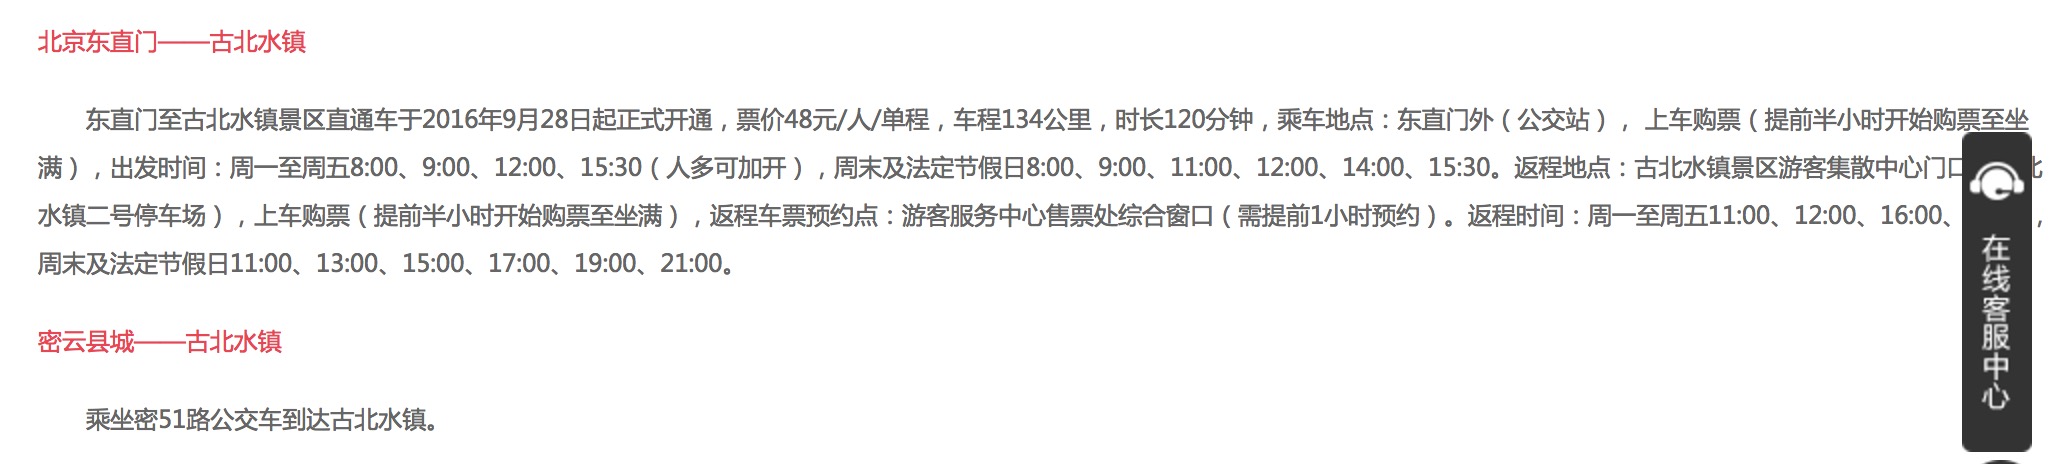 北京东直门——古北水镇
东直门至古北水镇景区直通车于2016年9月28日起正式开通，票价48元/人/单程，车程134公里，时长120分钟，乘车地点：东直门外（公交站）， 上车购票（提前半小时开始购票至坐
满），出发时间：周一至周五8:00、9:00、12:00、15:30（人多可加开），周末及法定节假日8:00、9:00、11:00、12:00、14:00、15:30。返程地点：古北水镇景区游客集散中心门口
水镇二号停车场），上车购票（提前半小时开始购票至坐满），返程车票预约点：游客服务中心售票处综合窗口（需提前1小时预约）。返程时间：周一至周五11:00、12:00、16:00、 ，
周末及法定节假日11:00、13:00、15:00、17:00、19:00、21:00。
密云县城——古北水镇
乘坐密51路公交车到达古北水镇。
在线客服中心